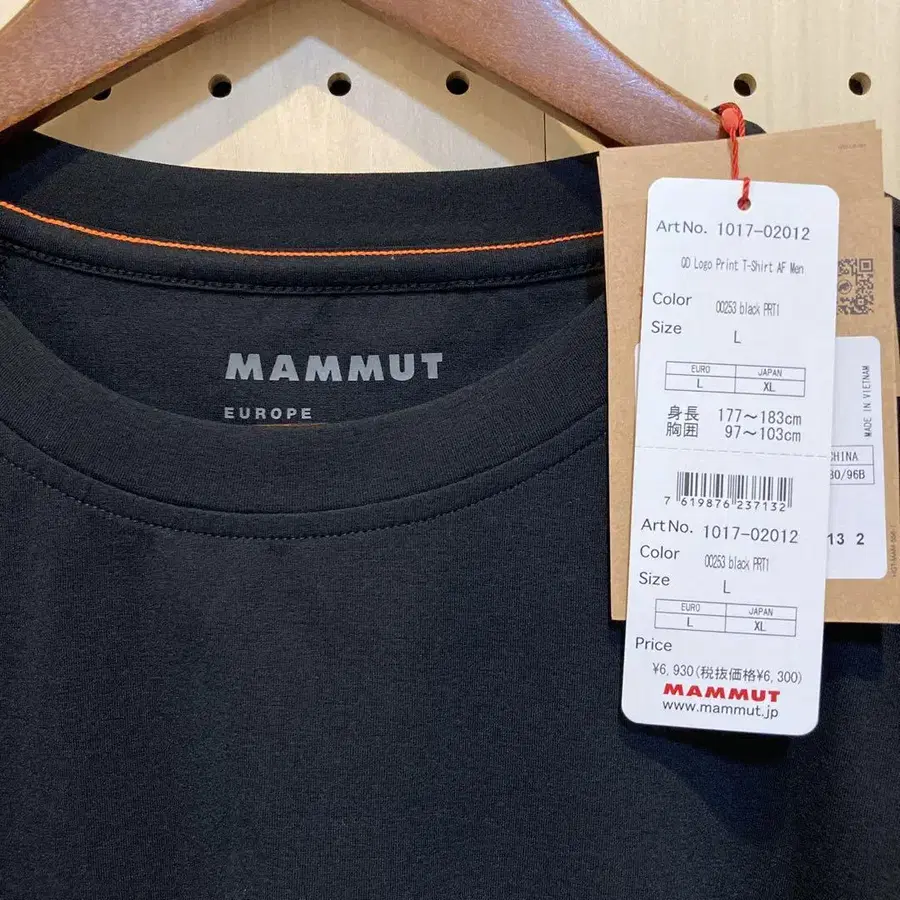 MAMMUT
EUROPE
Art No. 1017-02012
QD Logo Print T-Shirt AF Men
Color 00253 black PRT1
Size L
EURO JAPAN
L XL
身長 177～183cm
胸囲 97～103cm
7 619876 237132
Art No. 1017-02012
Color 00253 black PRT1
Size L
EURO JAPAN
L XL
Price
¥6,930(税抜価格¥6,300)
MAMMUT
www.mammut.jp
MADE IN VIETNAM
CHINA
80/96B
13 2